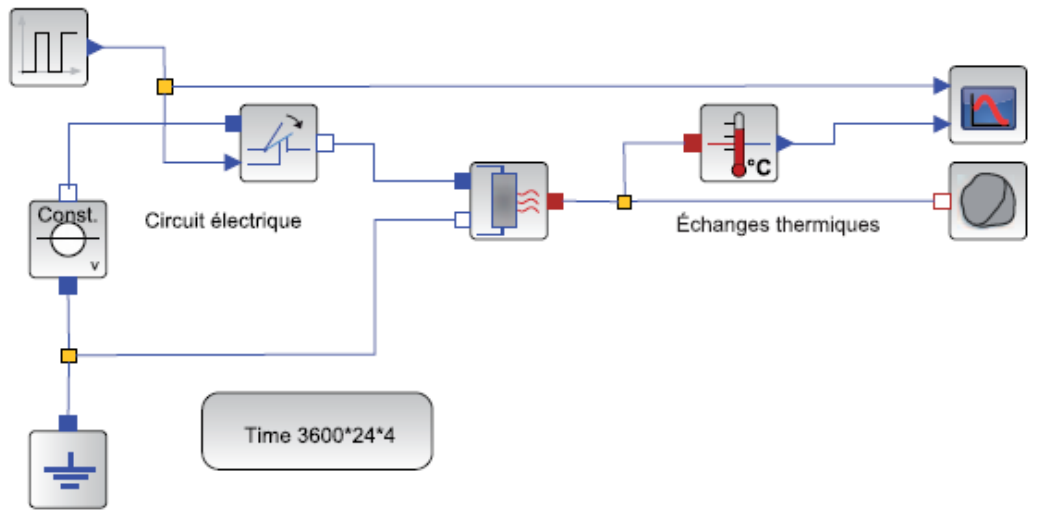 °C
Const.
v
Circuit électrique
Échanges thermiques
Time 3600*24*4